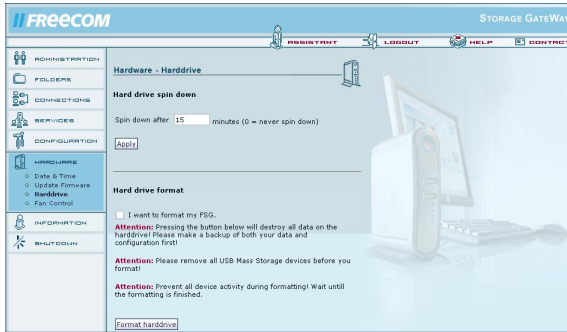 FREECOM
STORAGE GATEWAY
ASSISTANT
LOGOUT
HELP
CONTACT
ADMINISTRATION
FOLDERS
CONNECTIONS
SERVICES
CONFIGURATION
HARDWARE
Date & Time
Update Firmware
Harddrive
Fan Control
INFORMATION
SHUTDOWN
Hardware - Harddrive
Hard drive spin down
Spin down after 15 minutes (0 = never spin down)
Apply
Hard drive format
I want to format my FSG.
Attention: Pressing the button below will destroy all data on the
harddrive! Please make a backup of both your data and
configuration first!
Attention: Please remove all USB Mass Storage devices before you
format!
Attention: Prevent all device activity during formatting! Wait untill
the formatting is finished.
Format harddrive